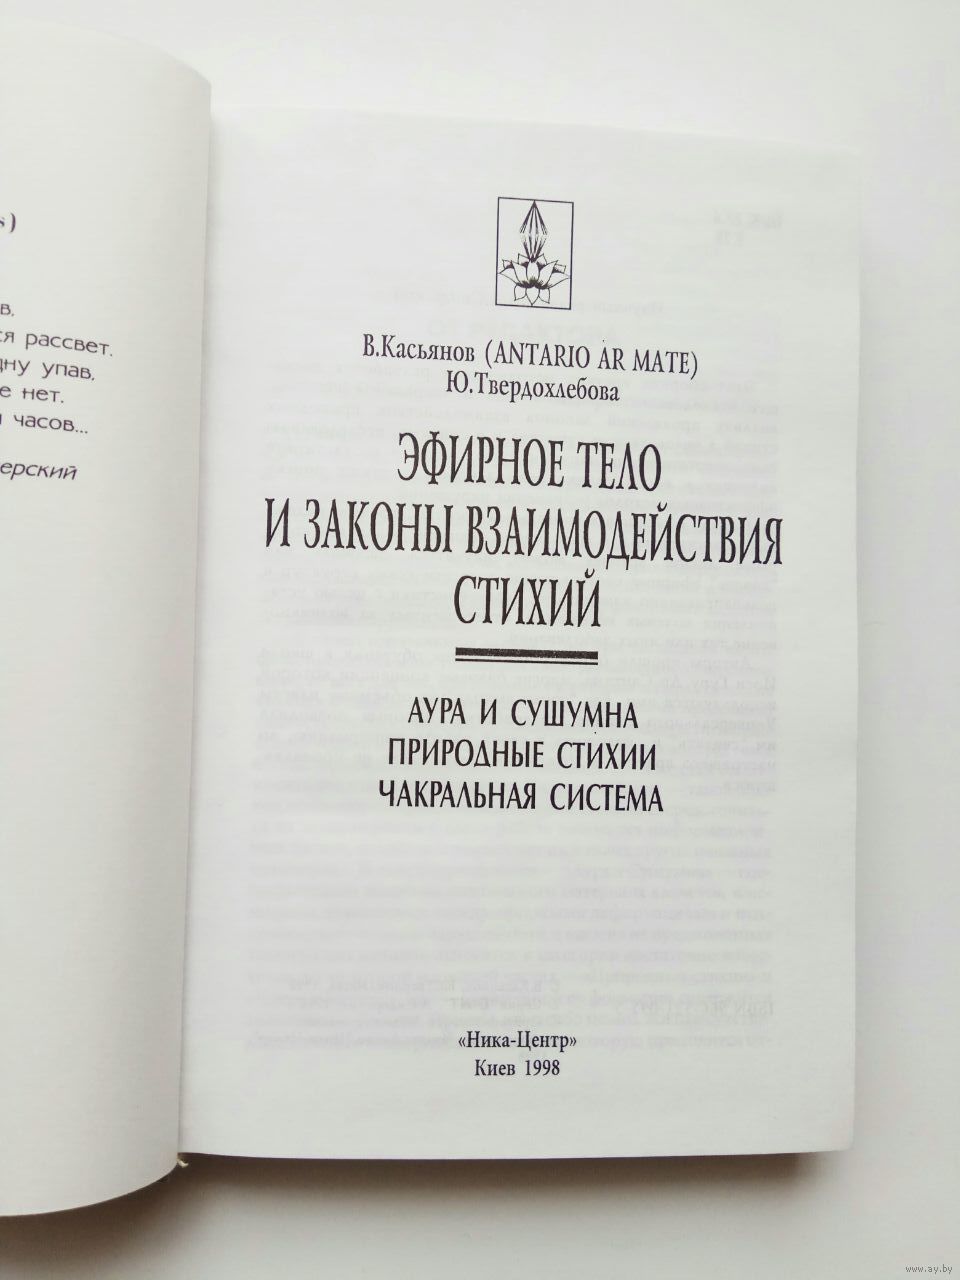 s)
в,
ся рассвет.
дну упав,
е нет.
часов...
ерский
В.Касьянов (ANTARIO AR MATE)
Ю.Твердохлебова
ЭФИРНОЕ ТЕЛО
И ЗАКОНЫ ВЗАИМОДЕЙСТВИЯ
СТИХИЙ
АУРА И СУШУМНА
ПРИРОДНЫЕ СТИХИИ
ЧАКРАЛЬНАЯ СИСТЕМА
«Ника-Центр»
Киев 1998
www.ay.by